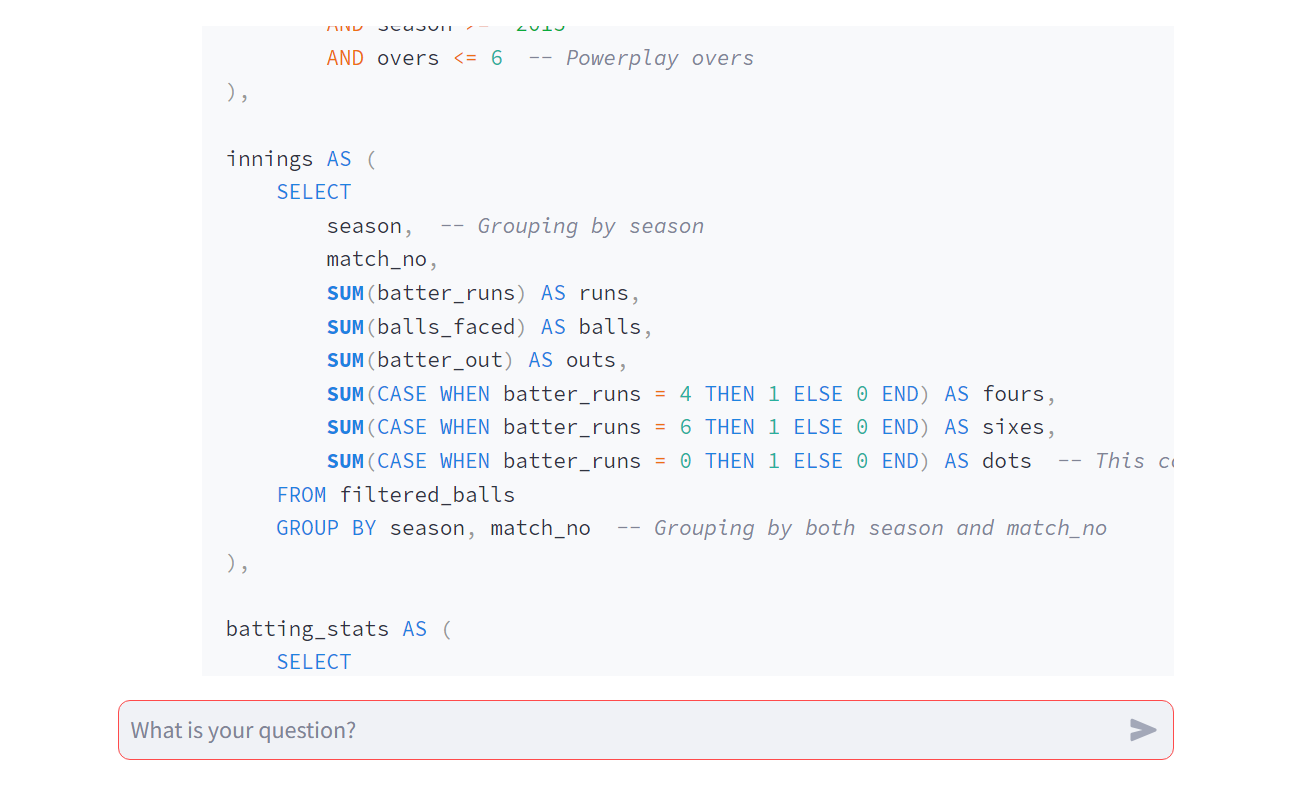 AND season >= 2015
AND overs <= 6  -- Powerplay overs
),
innings AS (
SELECT
season,  -- Grouping by season
match_no,
SUM(batter_runs) AS runs,
SUM(balls_faced) AS balls,
SUM(batter_out) AS outs,
SUM(CASE WHEN batter_runs = 4 THEN 1 ELSE 0 END) AS fours,
SUM(CASE WHEN batter_runs = 6 THEN 1 ELSE 0 END) AS sixes,
SUM(CASE WHEN batter_runs = 0 THEN 1 ELSE 0 END) AS dots  -- This
FROM filtered_balls
GROUP BY season, match_no  -- Grouping by both season and match_no
),
batting_stats AS (
SELECT
What is your question?